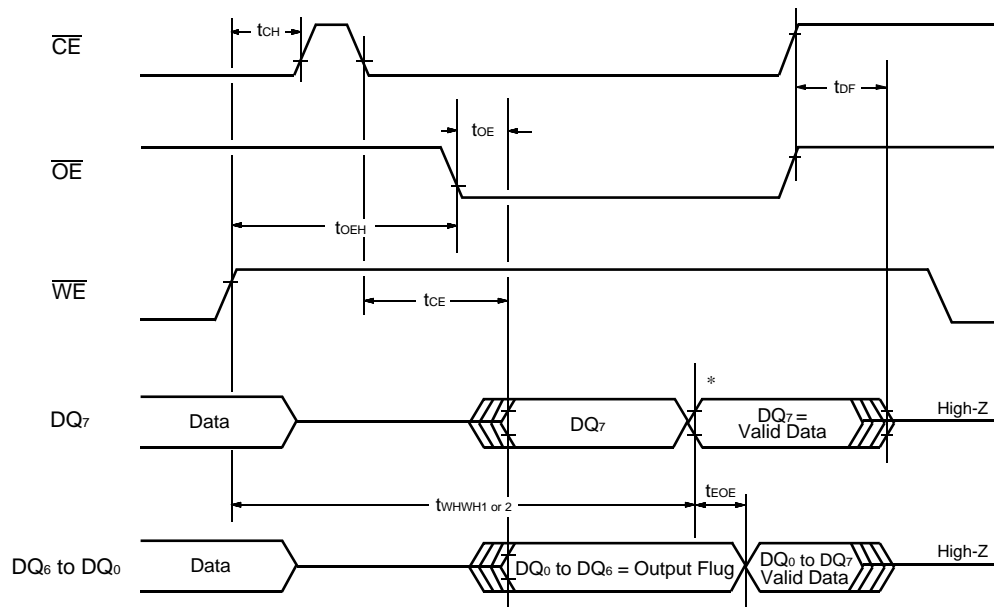 CE
tCH
tDF
tOE
OE
tOEH
WE
tCE
*
DQ7
Data
DQ7
DQ7 =
Valid Data
High-Z
tWHWH1 or 2
tEOE
DQ6 to DQ0
Data
DQ0 to DQ6 = Output Flug
DQ0 to DQ7
Valid Data
High-Z